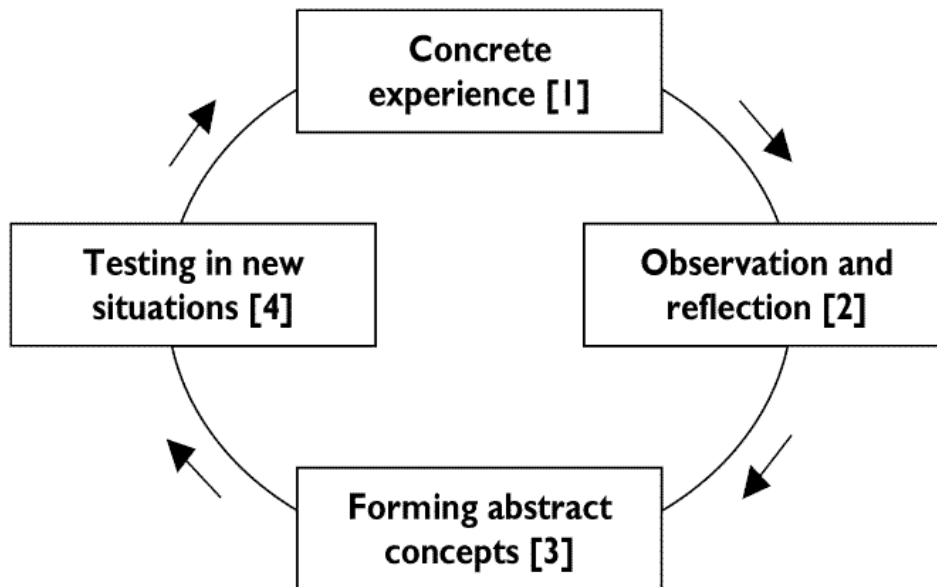 Concrete
experience [1]
Observation and
reflection [2]
Forming abstract
concepts [3]
Testing in new
situations [4]